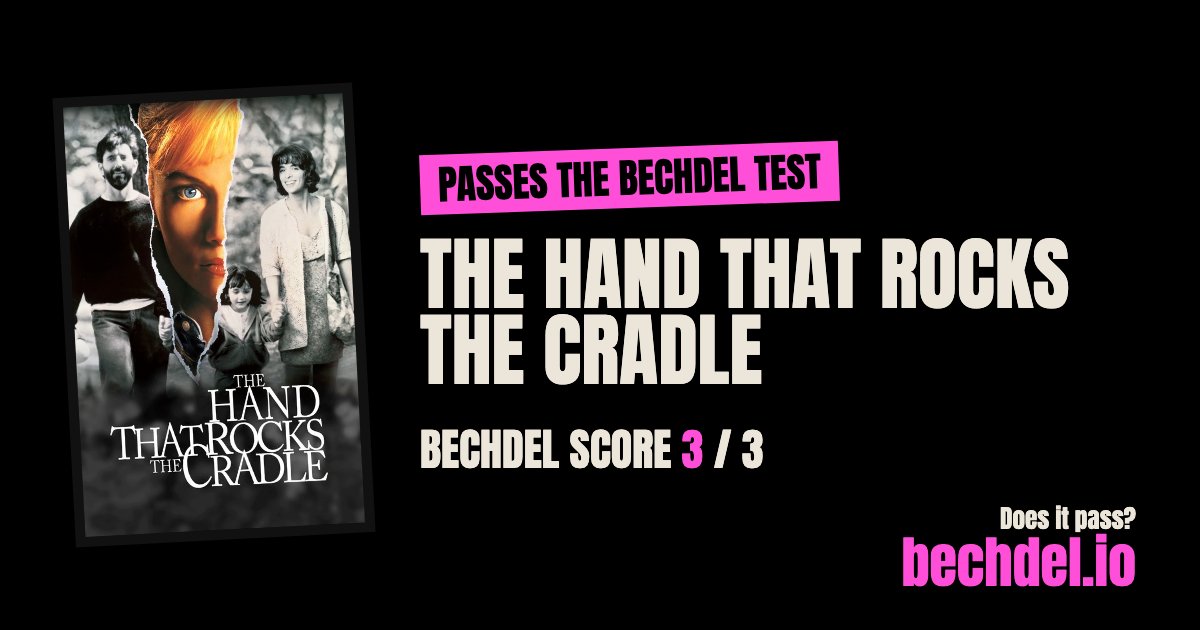 THE
HAND
THAT ROCKS
THE CRADLE
PASSES THE BECHDEL TEST
THE HAND THAT ROCKS
THE CRADLE
BECHDEL SCORE 3 / 3
Does it pass?
bechdel.io